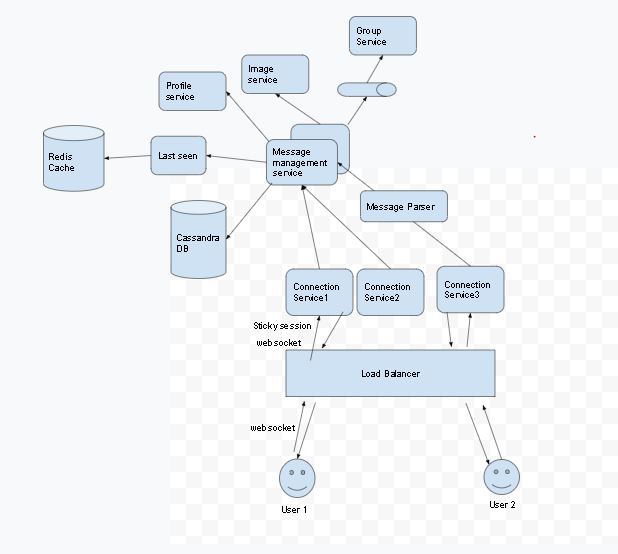 Group
Service
Image
service
Profile
service
Message
management
service
Last seen
Redis
Cache
Message Parser
Cassandra
DB
Connection
Service1
Connection
Service2
Connection
Service3
Sticky session
websocket
Load Balancer
websocket
User 1
User 2